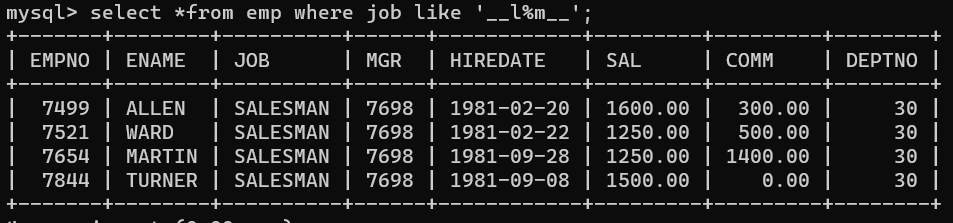 mysql> select *from emp where job like '__l%m__';
+-------+--------+----------+------+------------+---------+---------+--------+
| EMPNO | ENAME  | JOB      | MGR  | HIREDATE   | SAL     | COMM    | DEPTNO |
+-------+--------+----------+------+------------+---------+---------+--------+
|  7499 | ALLEN  | SALESMAN | 7698 | 1981-02-20 | 1600.00 |  300.00 |     30 |
|  7521 | WARD   | SALESMAN | 7698 | 1981-02-22 | 1250.00 |  500.00 |     30 |
|  7654 | MARTIN | SALESMAN | 7698 | 1981-09-28 | 1250.00 | 1400.00 |     30 |
|  7844 | TURNER | SALESMAN | 7698 | 1981-09-08 | 1500.00 |    0.00 |     30 |
+-------+--------+----------+------+------------+---------+---------+--------+